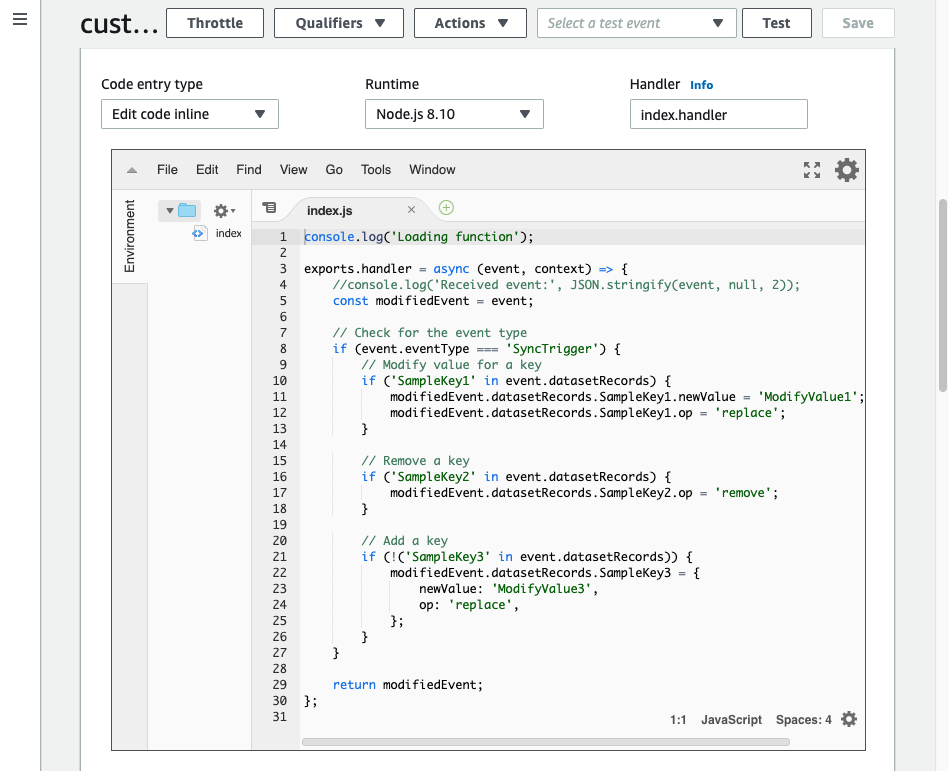 cust... Throttle Qualifiers Actions Select a test event Test Save
Code entry type Runtime Handler Info
Edit code inline Node.js 8.10 index.handler
File Edit Find View Go Tools Window
Environment
index
index.js
1 console.log('Loading function');
2
3 exports.handler = async (event, context) => {
4     //console.log('Received event:', JSON.stringify(event, null, 2));
5     const modifiedEvent = event;
6
7     // Check for the event type
8     if (event.eventType === 'SyncTrigger') {
9         // Modify value for a key
10         if ('SampleKey1' in event.datasetRecords) {
11             modifiedEvent.datasetRecords.SampleKey1.newValue = 'ModifyValue1';
12             modifiedEvent.datasetRecords.SampleKey1.op = 'replace';
13         }
14
15         // Remove a key
16         if ('SampleKey2' in event.datasetRecords) {
17             modifiedEvent.datasetRecords.SampleKey2.op = 'remove';
18         }
19
20         // Add a key
21         if (!('SampleKey3' in event.datasetRecords)) {
22             modifiedEvent.datasetRecords.SampleKey3 = {
23                 newValue: 'ModifyValue3',
24                 op: 'replace',
25             };
26         }
27     }
28
29     return modifiedEvent;
30 };
31
1:1 JavaScript Spaces: 4